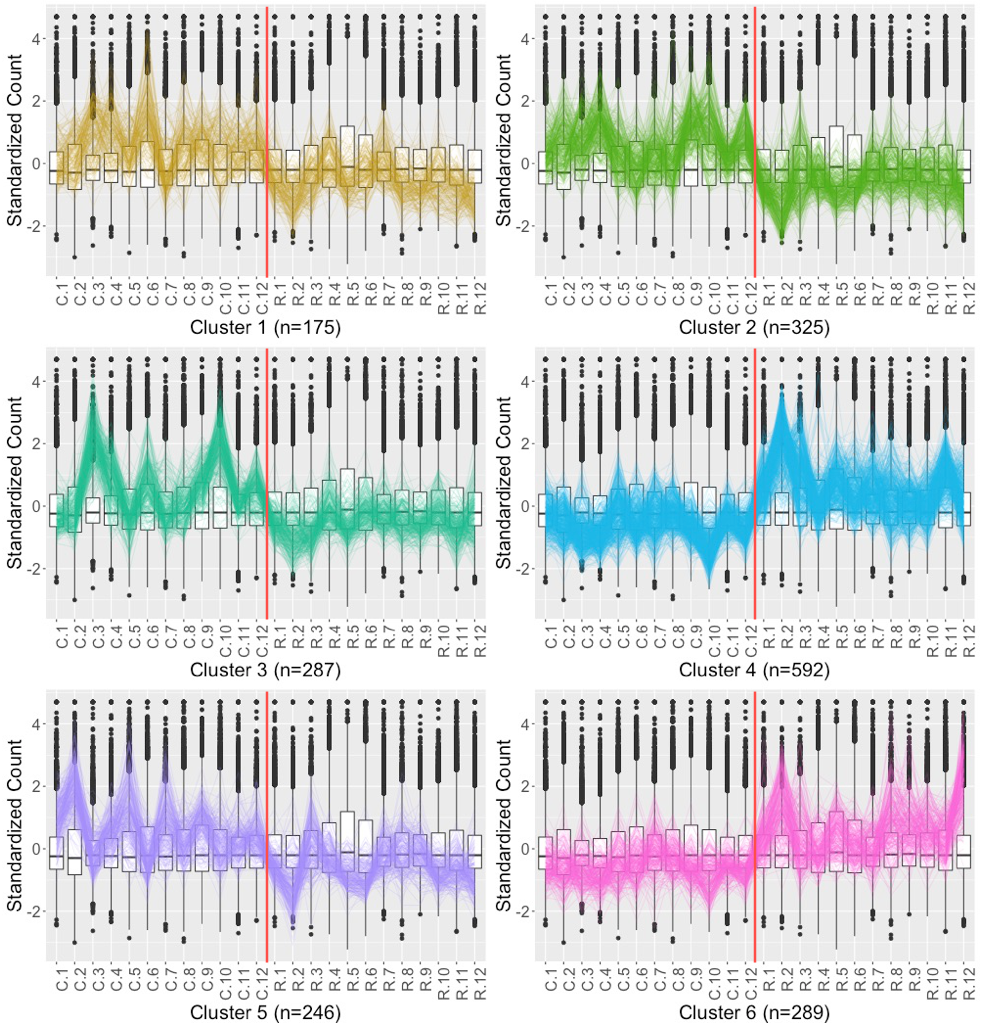 Standardized Count
4
2
0
-2
C.1
C.2
C.3
C.4
C.5
C.6
C.7
C.8
C.9
C.10
C.11
C.12
R.1
R.2
R.3
R.4
R.5
R.6
R.7
R.8
R.9
R.10
R.11
R.12
Cluster 1 (n=175)
Standardized Count
4
2
0
-2
C.1
C.2
C.3
C.4
C.5
C.6
C.7
C.8
C.9
C.10
C.11
C.12
R.1
R.2
R.3
R.4
R.5
R.6
R.7
R.8
R.9
R.10
R.11
R.12
Cluster 2 (n=325)
Standardized Count
4
2
0
-2
C.1
C.2
C.3
C.4
C.5
C.6
C.7
C.8
C.9
C.10
C.11
C.12
R.1
R.2
R.3
R.4
R.5
R.6
R.7
R.8
R.9
R.10
R.11
R.12
Cluster 3 (n=287)
Standardized Count
4
2
0
-2
C.1
C.2
C.3
C.4
C.5
C.6
C.7
C.8
C.9
C.10
C.11
C.12
R.1
R.2
R.3
R.4
R.5
R.6
R.7
R.8
R.9
R.10
R.11
R.12
Cluster 4 (n=592)
Standardized Count
4
2
0
-2
C.1
C.2
C.3
C.4
C.5
C.6
C.7
C.8
C.9
C.10
C.11
C.12
R.1
R.2
R.3
R.4
R.5
R.6
R.7
R.8
R.9
R.10
R.11
R.12
Cluster 5 (n=246)
Standardized Count
4
2
0
-2
C.1
C.2
C.3
C.4
C.5
C.6
C.7
C.8
C.9
C.10
C.11
C.12
R.1
R.2
R.3
R.4
R.5
R.6
R.7
R.8
R.9
R.10
R.11
R.12
Cluster 6 (n=289)